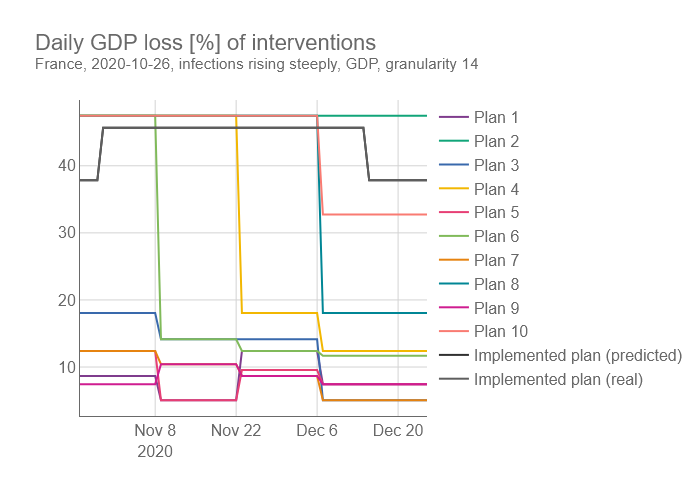 Daily GDP loss [%] of interventions
France, 2020-10-26, infections rising steeply, GDP, granularity 14
40
30
20
10
Nov 8
2020
Nov 22
Dec 6
Dec 20
Plan 1
Plan 2
Plan 3
Plan 4
Plan 5
Plan 6
Plan 7
Plan 8
Plan 9
Plan 10
Implemented plan (predicted)
Implemented plan (real)